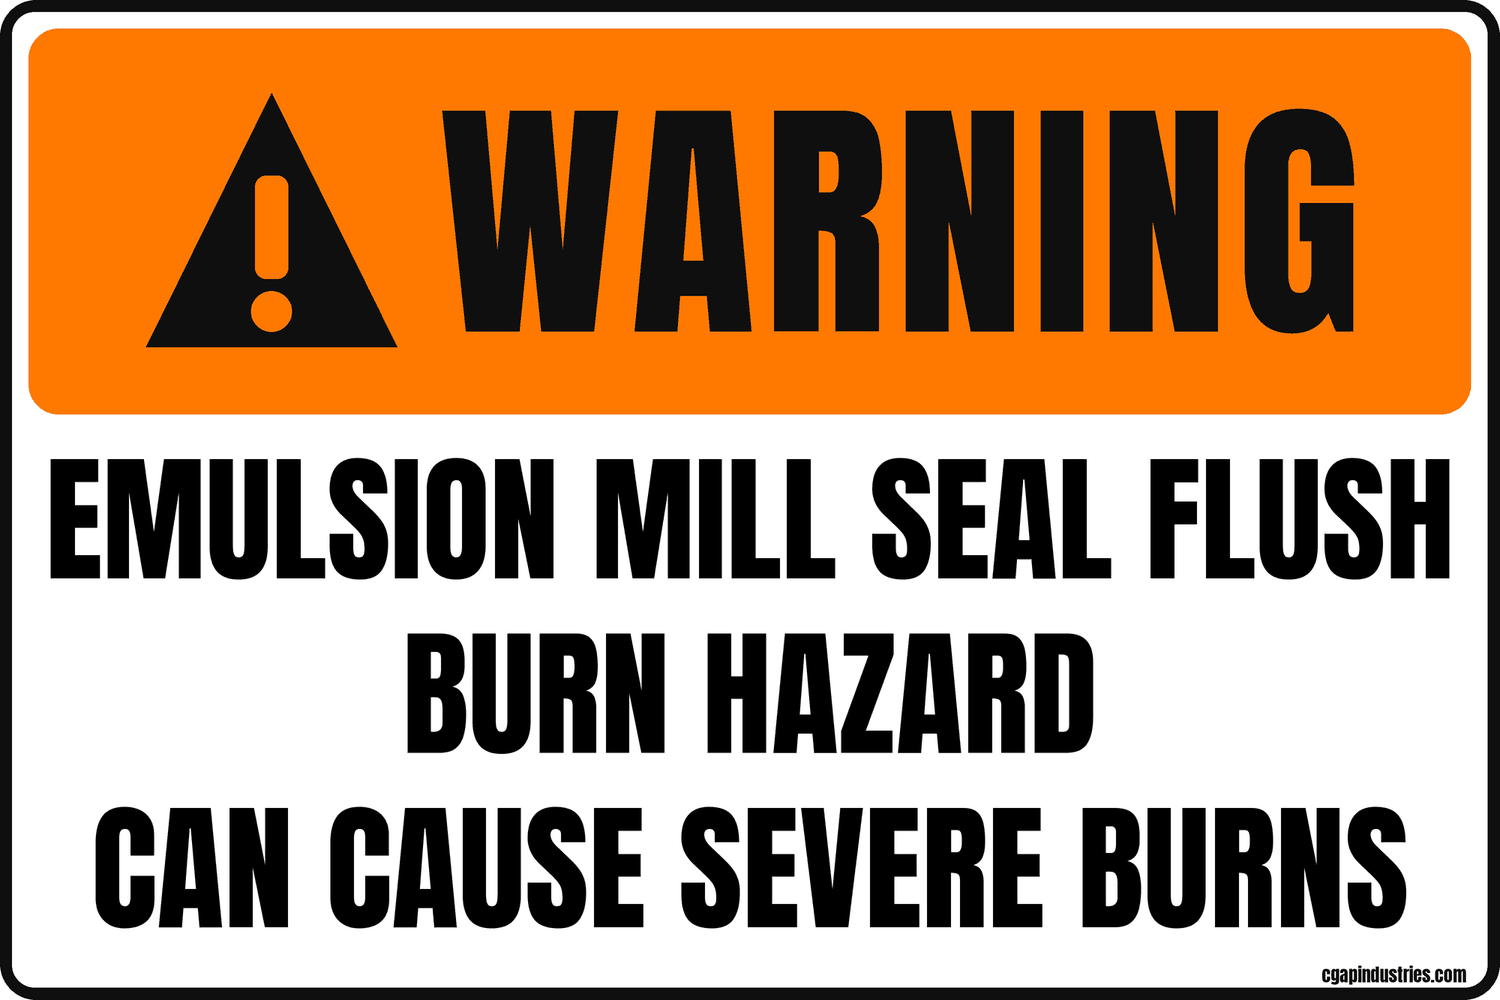 WARNING
EMULSION MILL SEAL FLUSH
BURN HAZARD
CAN CAUSE SEVERE BURNS
cgapindustries.com